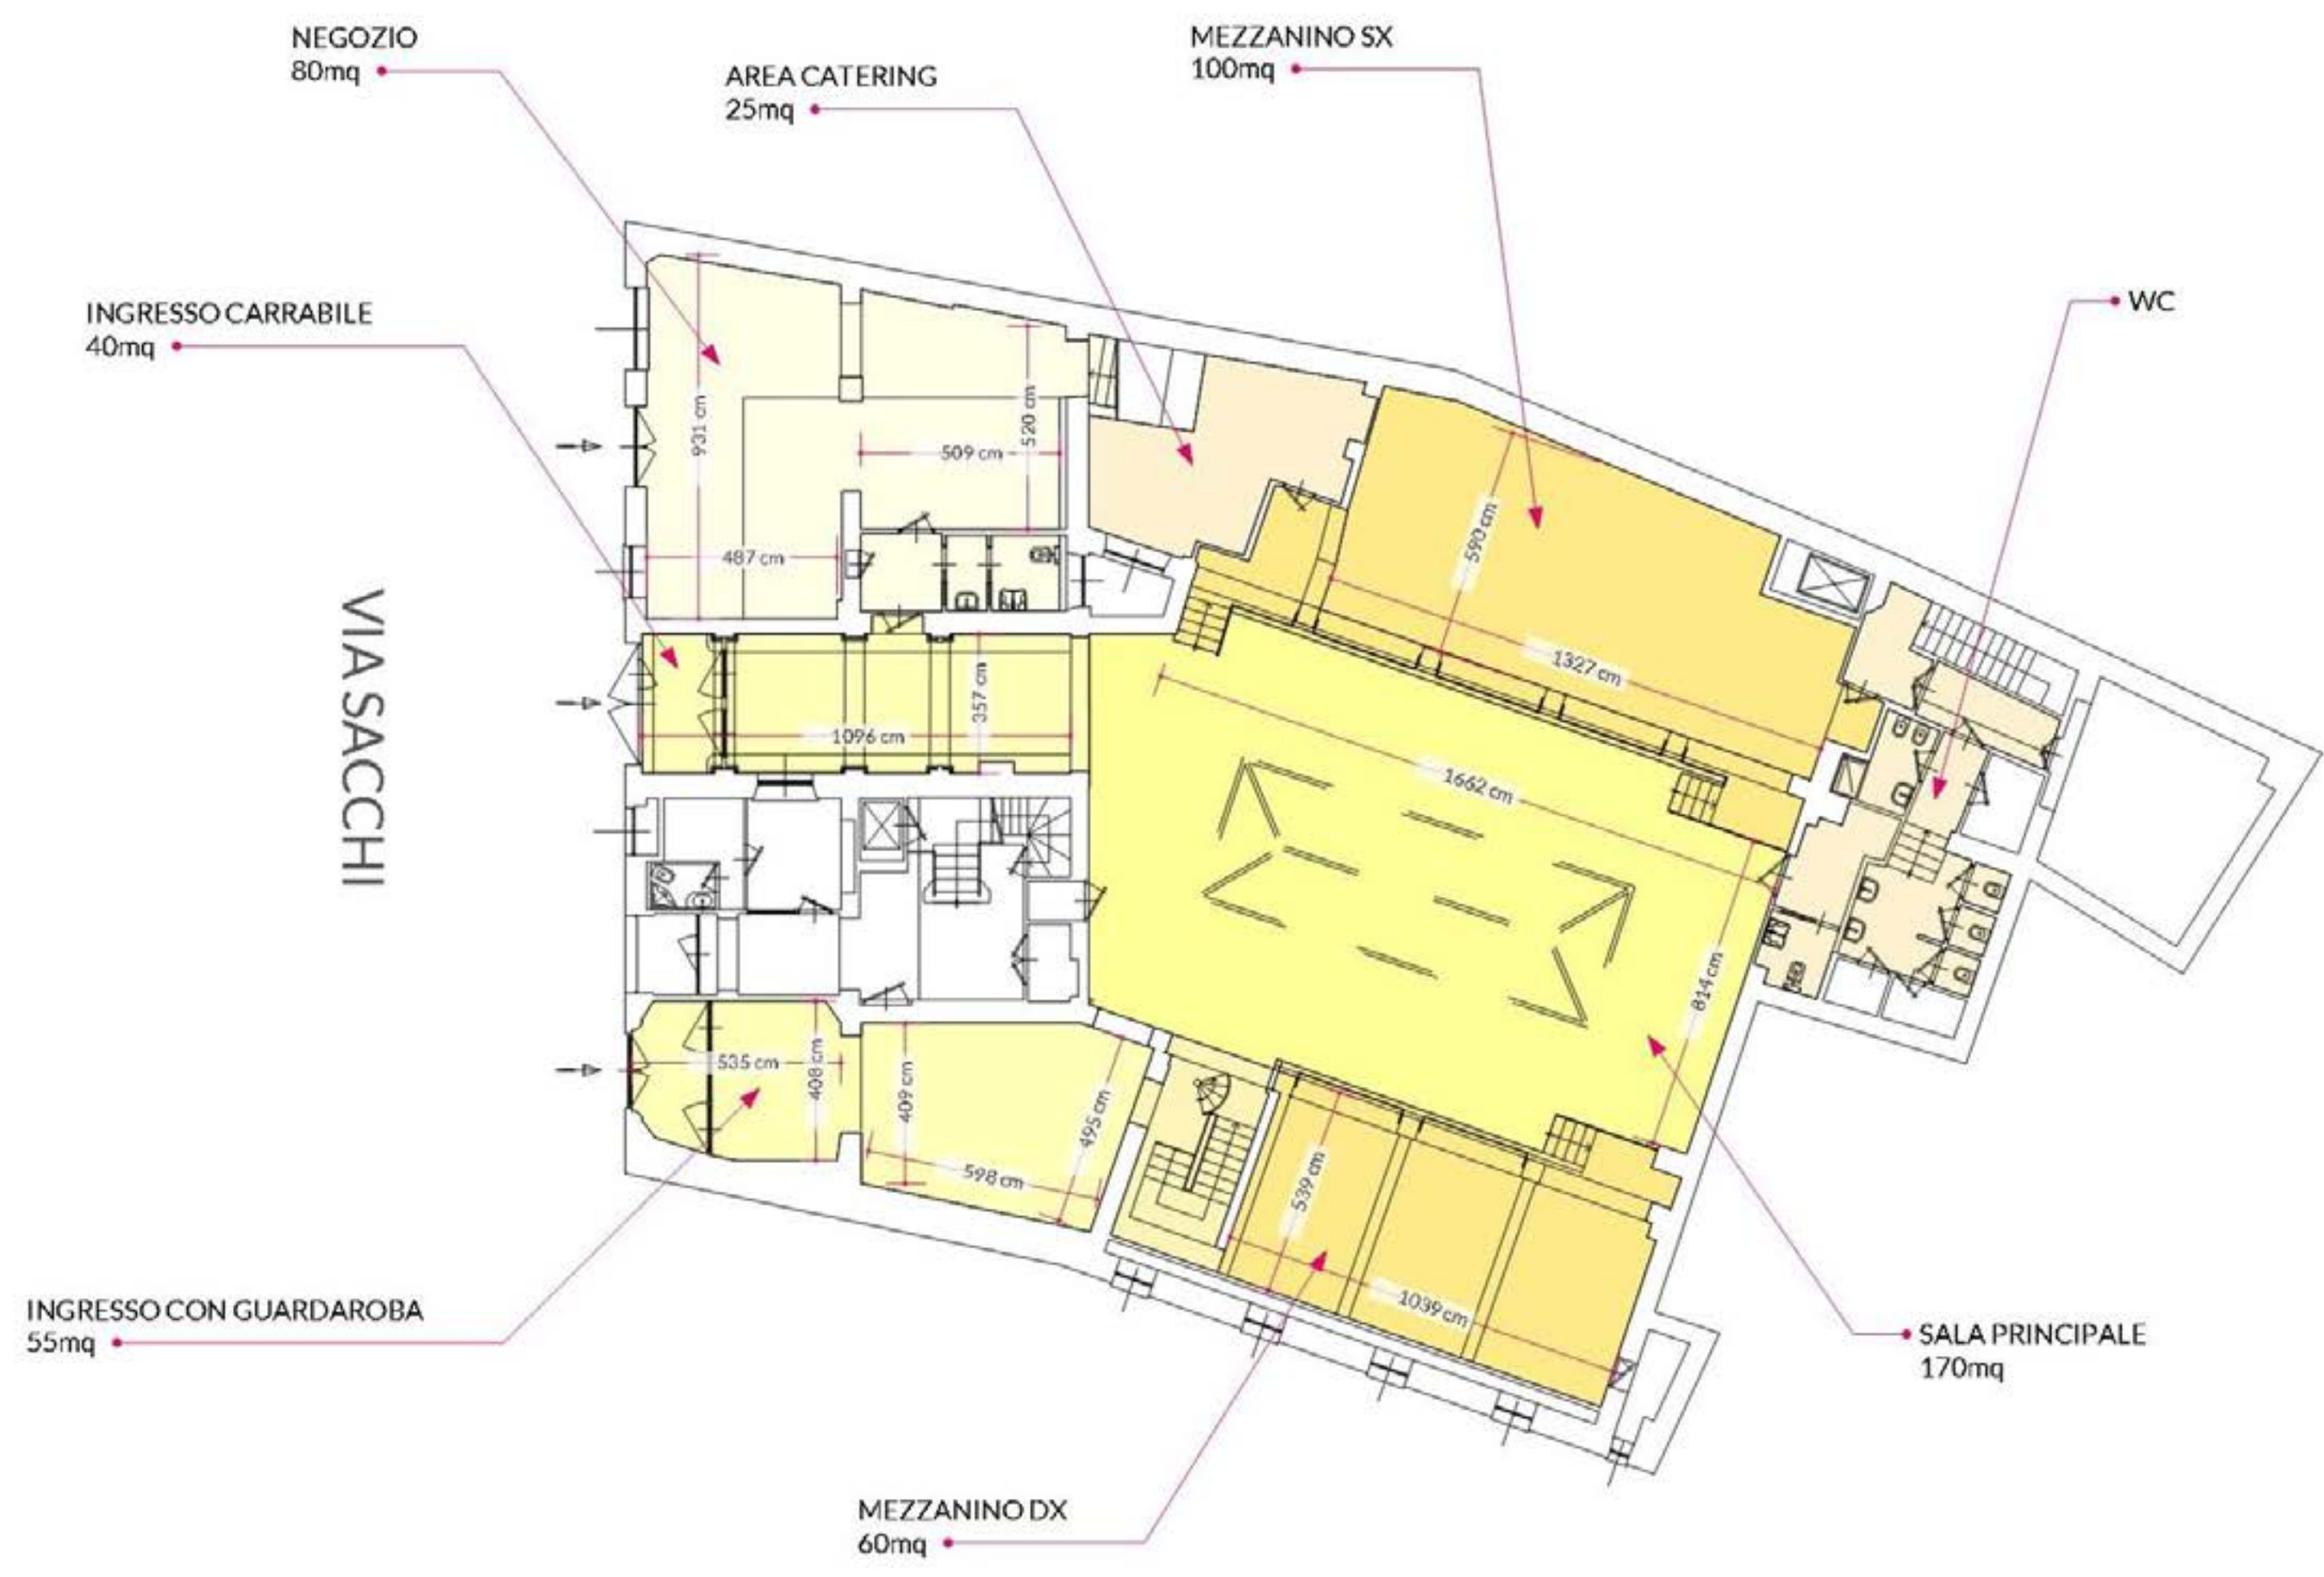 NEGOZIO
80mq
AREA CATERING
25mq
MEZZANINO SX
100mq
INGRESSO CARRABILE
40mq
WC
931 cm
520 cm
509 cm
487 cm
590 cm
1327 cm
VIA SACCHI
357 cm
1096 cm
1662 cm
814 cm
535 cm
408 cm
409 cm
495 cm
598 cm
539 cm
1039 cm
INGRESSO CON GUARDAROBA
55mq
SALA PRINCIPALE
170mq
MEZZANINO DX
60mq